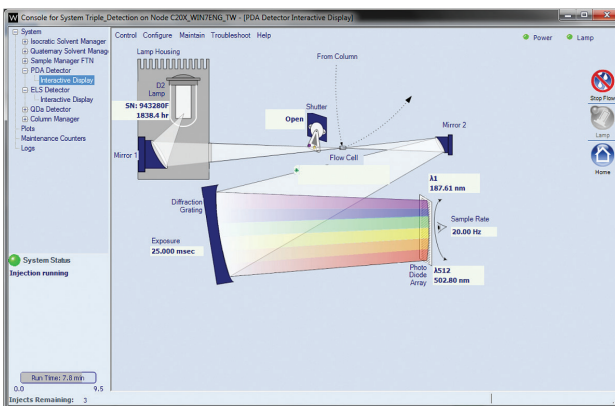 Console for System Triple_Detection on Node C20X_WIN7ENG_TW - [PDA Detector Interactive Display]
System
Isocratic Solvent Manager
Quaternary Solvent Manag
Sample Manager FTN
PDA Detector
Interactive Display
ELS Detector
Interactive Display
QDa Detector
Column Manager
Plots
Maintenance Counters
Logs
System Status
Injection running
Run Time: 7.8 min
0.0 9.5
Injects Remaining: 3
Control Configure Maintain Troubleshoot Help
Power Lamp
Lamp Housing
From Column
D2
Lamp
SN: 943280F
1838.4 hr
Shutter
Open
Mirror 1
Mirror 2
Flow Cell
λ1
187.61 nm
Diffraction
Grating
Sample Rate
20.00 Hz
Exposure
25.000 msec
Photo
Diode
Array
λ512
502.80 nm
Stop Flow
Lamp
Home